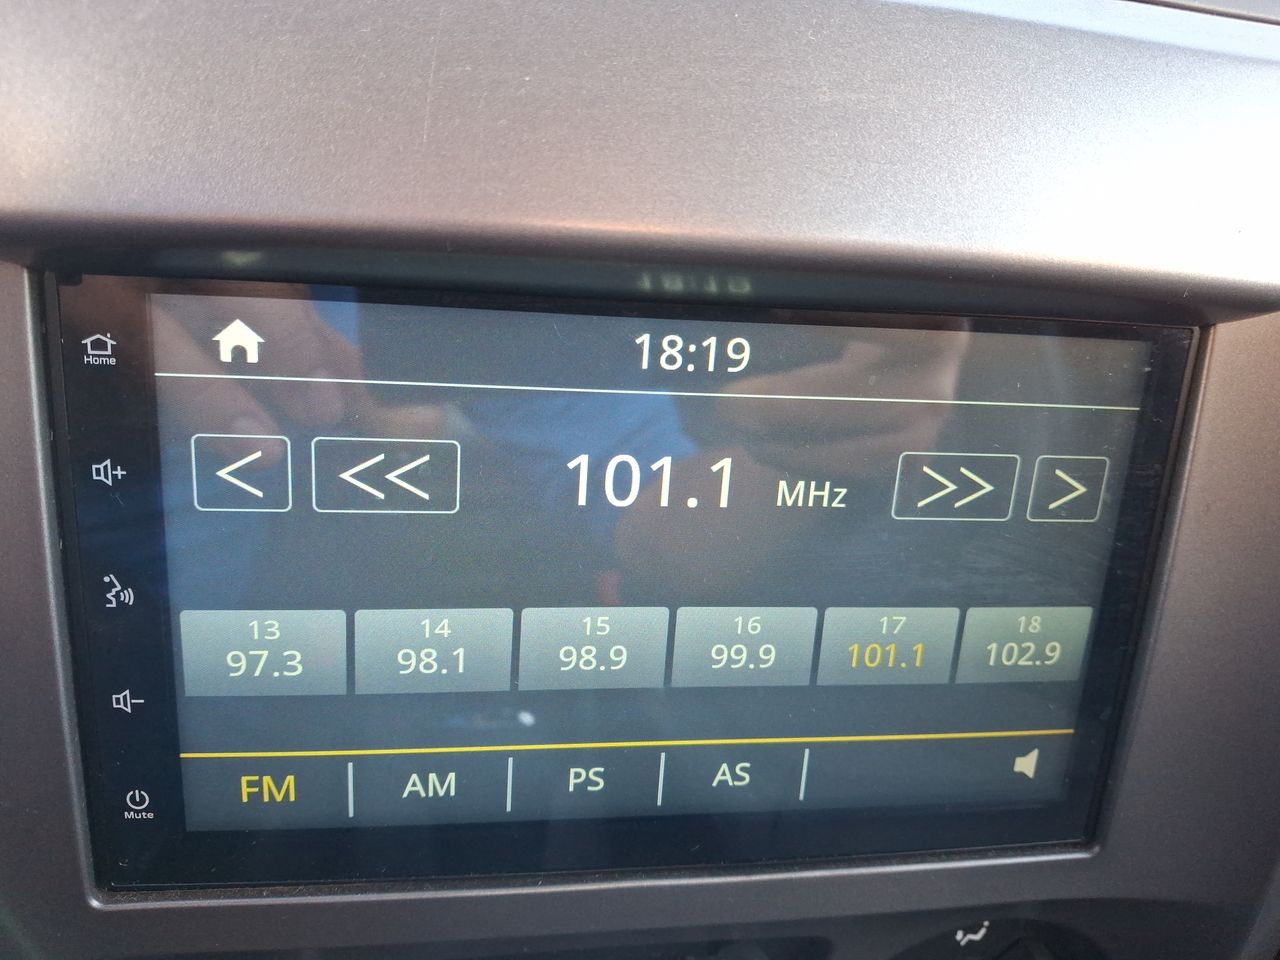 Home
18:19
< << 101.1 MHz >> >
+
13 14 15 16 17 18
97.3 98.1 98.9 99.9 101.1 102.9
-
FM | AM | PS | AS |
Mute